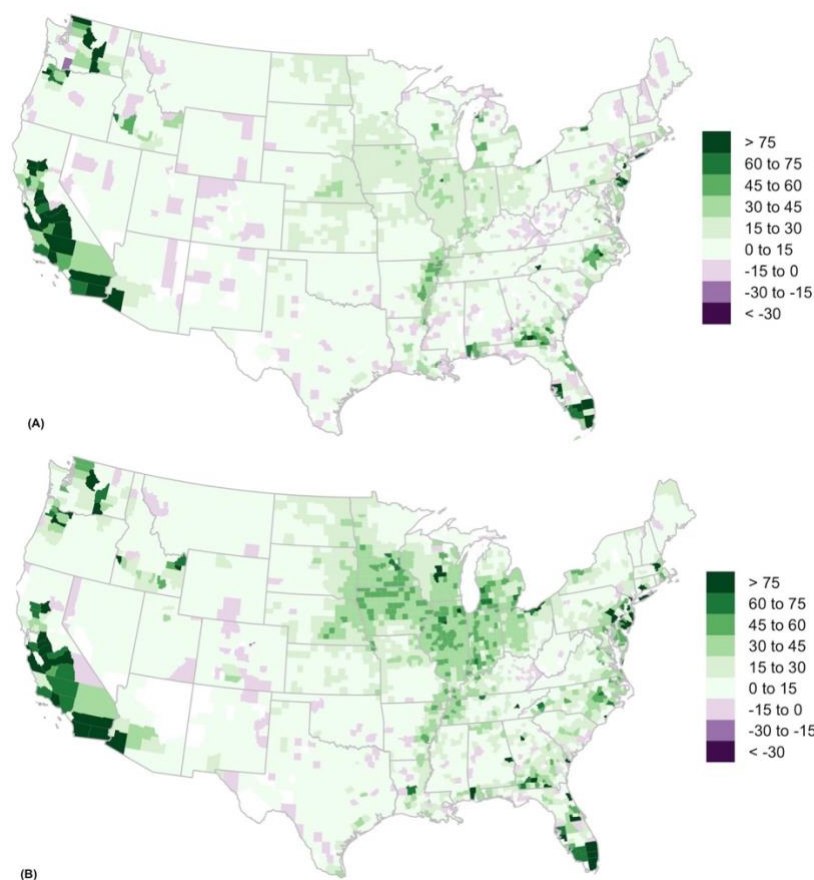 > 75
60 to 75
45 to 60
30 to 45
15 to 30
0 to 15
-15 to 0
-30 to -15
< -30
(A)
> 75
60 to 75
45 to 60
30 to 45
15 to 30
0 to 15
-15 to 0
-30 to -15
< -30
(B)